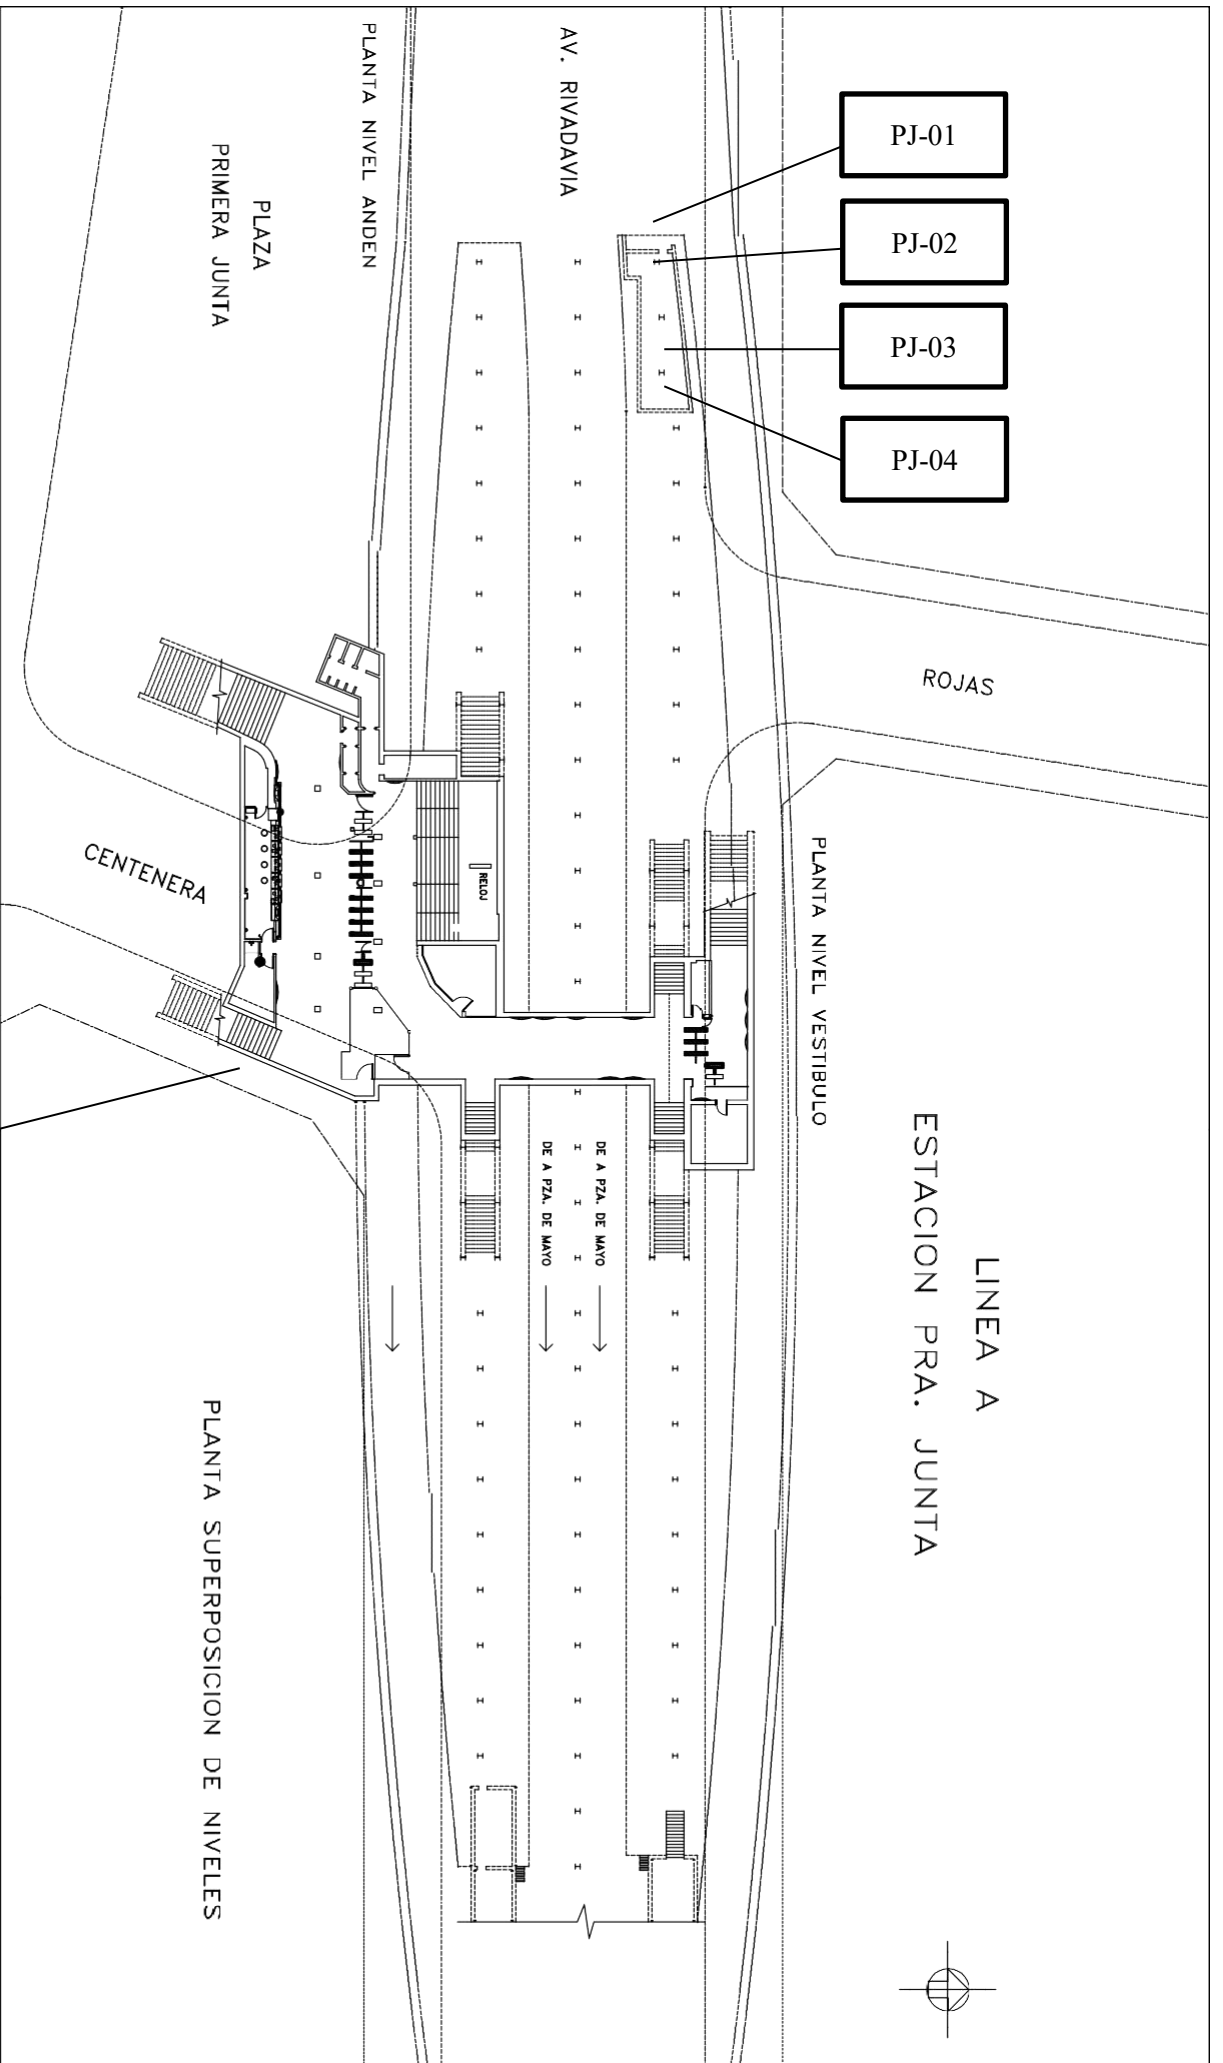 LINEA A
ESTACION PRA. JUNTA
PJ-01
PJ-02
PJ-03
PJ-04
ROJAS
PLANTA NIVEL VESTIBULO
AV. RIVADAVIA
DE A PZA. DE MAYO
DE A PZA. DE MAYO
RELOJ
PLANTA NIVEL ANDEN
PLAZA
PRIMERA JUNTA
CENTENERA
PLANTA SUPERPOSICION DE NIVELES